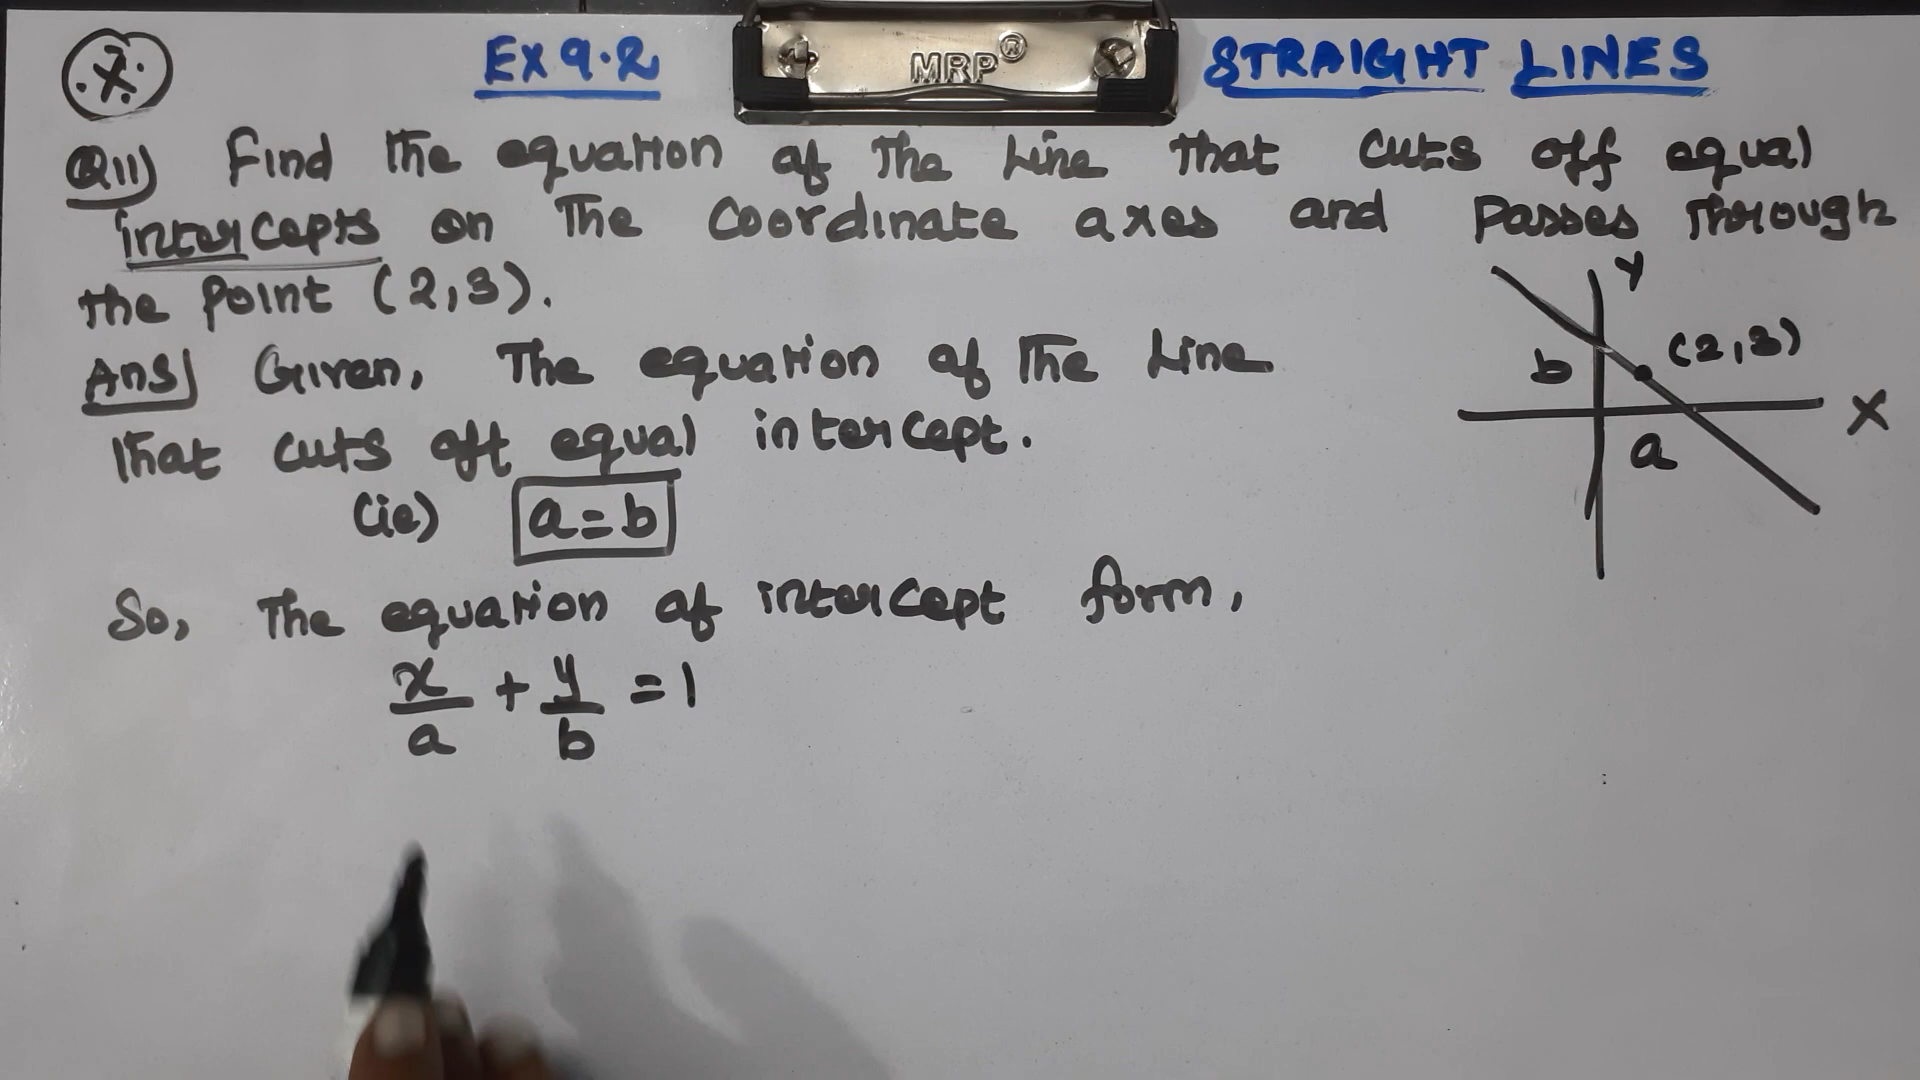 X
Ex 9.2
MRP®
STRAIGHT LINES
Q11) Find the equation of the Line that cuts off equal
intercepts on the coordinate axes and passes through
the point (2,3).
Ans] Given, The equation of the Line
that cuts off equal intercept.
(ie) a=b
So, the equation of intercept form,
x/a + y/b = 1
Y
(2,3)
b
X
a